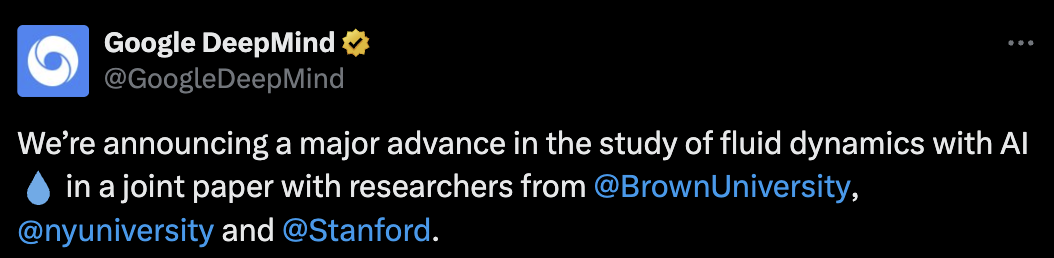 Google DeepMind
@GoogleDeepMind
We’re announcing a major advance in the study of fluid dynamics with AI
💧 in a joint paper with researchers from @BrownUniversity,
@nyuniversity and @Stanford.